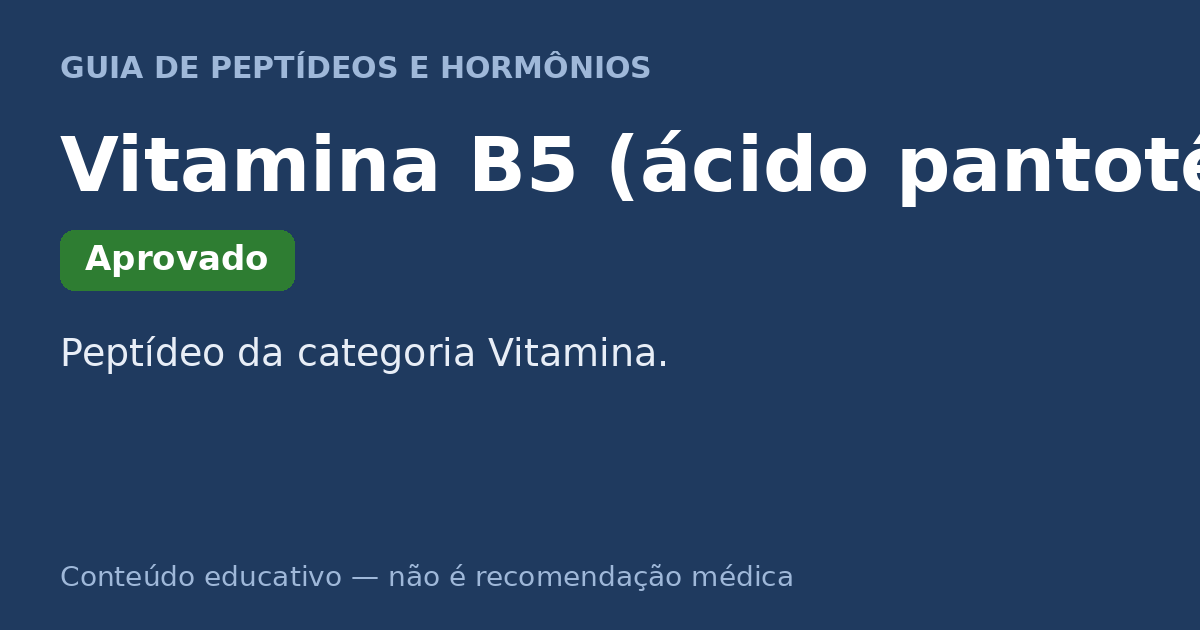 GUIA DE PEPTÍDEOS E HORMÔNIOS
Vitamina B5 (ácido pantoté
Aprovado
Peptídeo da categoria Vitamina.
Conteúdo educativo — não é recomendação médica